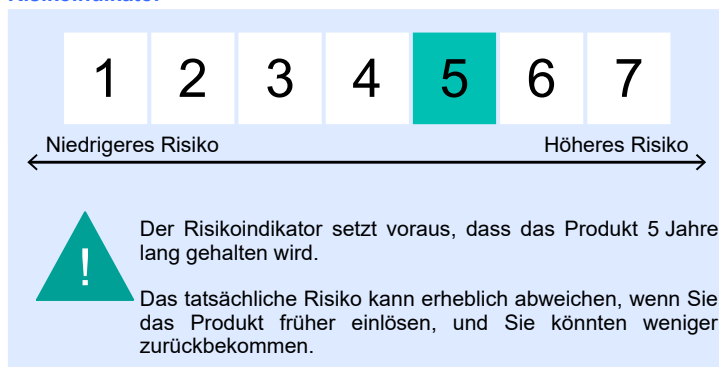 Risikoindikator
1 2 3 4 5 6 7
Niedrigeres Risiko Höheres Risiko
!
Der Risikoindikator setzt voraus, dass das Produkt 5 Jahre
lang gehalten wird.
Das tatsächliche Risiko kann erheblich abweichen, wenn Sie
das Produkt früher einlösen, und Sie könnten weniger
zurückbekommen.